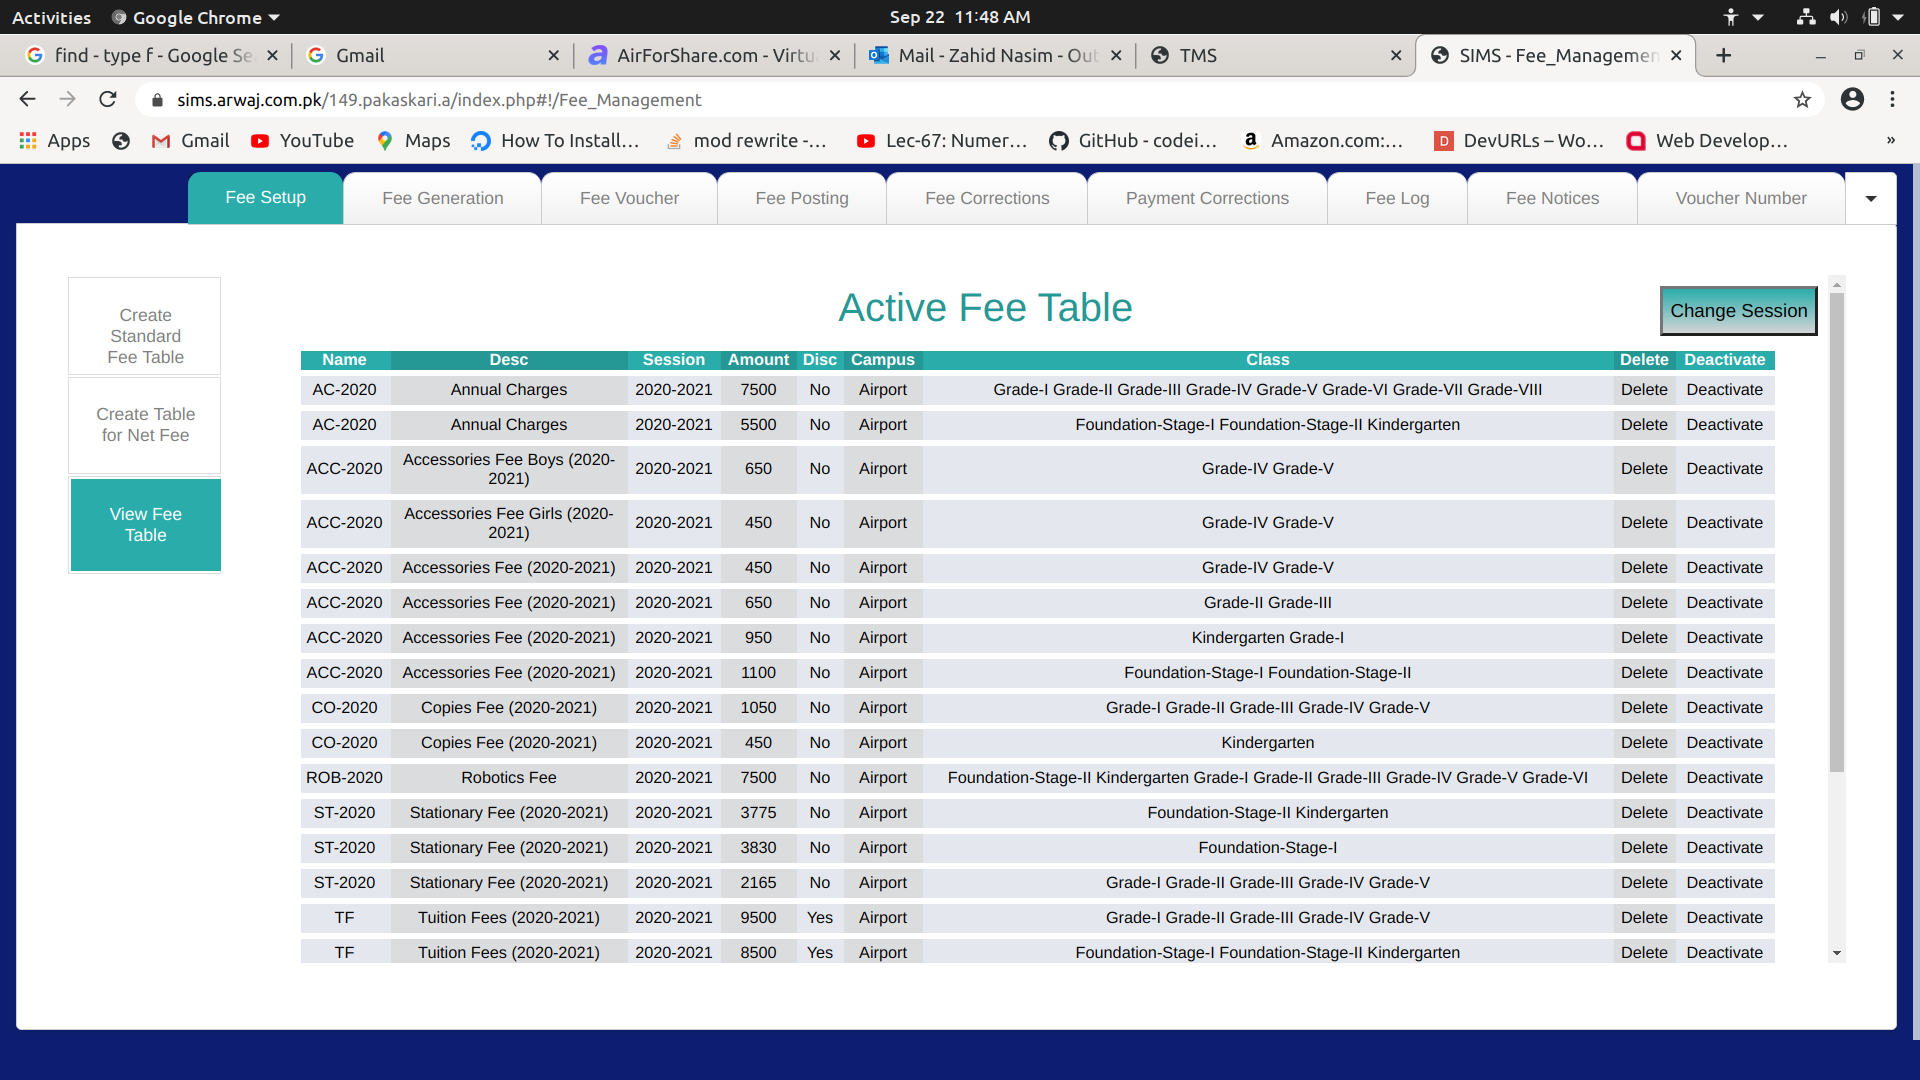 Activities Google Chrome Sep 22 11:48 AM
find - type f - Google Se Gmail AirForShare.com - Virtu Mail - Zahid Nasim - Out TMS SIMS - Fee_Managemen
sims.arwaj.com.pk/149.pakaskari.a/index.php#!/Fee_Management
Apps Gmail YouTube Maps How To Install... mod rewrite -... Lec-67: Numer... GitHub - codei... Amazon.com:... DevURLs – Wo... Web Develop... »
Fee Setup Fee Generation Fee Voucher Fee Posting Fee Corrections Payment Corrections Fee Log Fee Notices Voucher Number
Create
Standard
Fee Table
Create Table
for Net Fee
View Fee
Table
Active Fee Table
Change Session
Name Desc Session Amount Disc Campus Class Delete Deactivate
AC-2020 Annual Charges 2020-2021 7500 No Airport Grade-I Grade-II Grade-III Grade-IV Grade-V Grade-VI Grade-VII Grade-VIII Delete Deactivate
AC-2020 Annual Charges 2020-2021 5500 No Airport Foundation-Stage-I Foundation-Stage-II Kindergarten Delete Deactivate
ACC-2020 Accessories Fee Boys (2020-
2021) 2020-2021 650 No Airport Grade-IV Grade-V Delete Deactivate
ACC-2020 Accessories Fee Girls (2020-
2021) 2020-2021 450 No Airport Grade-IV Grade-V Delete Deactivate
ACC-2020 Accessories Fee (2020-2021) 2020-2021 450 No Airport Grade-IV Grade-V Delete Deactivate
ACC-2020 Accessories Fee (2020-2021) 2020-2021 650 No Airport Grade-II Grade-III Delete Deactivate
ACC-2020 Accessories Fee (2020-2021) 2020-2021 950 No Airport Kindergarten Grade-I Delete Deactivate
ACC-2020 Accessories Fee (2020-2021) 2020-2021 1100 No Airport Foundation-Stage-I Foundation-Stage-II Delete Deactivate
CO-2020 Copies Fee (2020-2021) 2020-2021 1050 No Airport Grade-I Grade-II Grade-III Grade-IV Grade-V Delete Deactivate
CO-2020 Copies Fee (2020-2021) 2020-2021 450 No Airport Kindergarten Delete Deactivate
ROB-2020 Robotics Fee 2020-2021 7500 No Airport Foundation-Stage-II Kindergarten Grade-I Grade-II Grade-III Grade-IV Grade-V Grade-VI Delete Deactivate
ST-2020 Stationary Fee (2020-2021) 2020-2021 3775 No Airport Foundation-Stage-II Kindergarten Delete Deactivate
ST-2020 Stationary Fee (2020-2021) 2020-2021 3830 No Airport Foundation-Stage-I Delete Deactivate
ST-2020 Stationary Fee (2020-2021) 2020-2021 2165 No Airport Grade-I Grade-II Grade-III Grade-IV Grade-V Delete Deactivate
TF Tuition Fees (2020-2021) 2020-2021 9500 Yes Airport Grade-I Grade-II Grade-III Grade-IV Grade-V Delete Deactivate
TF Tuition Fees (2020-2021) 2020-2021 8500 Yes Airport Foundation-Stage-I Foundation-Stage-II Kindergarten Delete Deactivate